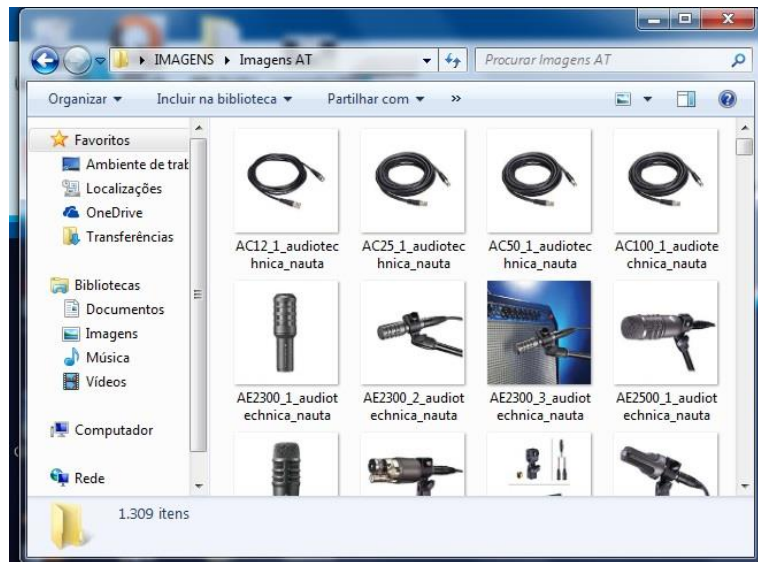 IMAGENS Imagens AT
Procurar Imagens AT
Organizar Incluir na biblioteca Partilhar com »
Favoritos
Ambiente de trab
Localizações
OneDrive
Transferências
Bibliotecas
Documentos
Imagens
Música
Vídeos
Computador
Rede
AC12_1_audiotec
hnica_nauta
AC25_1_audiotec
hnica_nauta
AC50_1_audiotec
hnica_nauta
AC100_1_audiote
chnica_nauta
AE2300_1_audiot
echnica_nauta
AE2300_2_audiot
echnica_nauta
AE2300_3_audiot
echnica_nauta
AE2500_1_audiot
echnica_nauta
1.309 itens